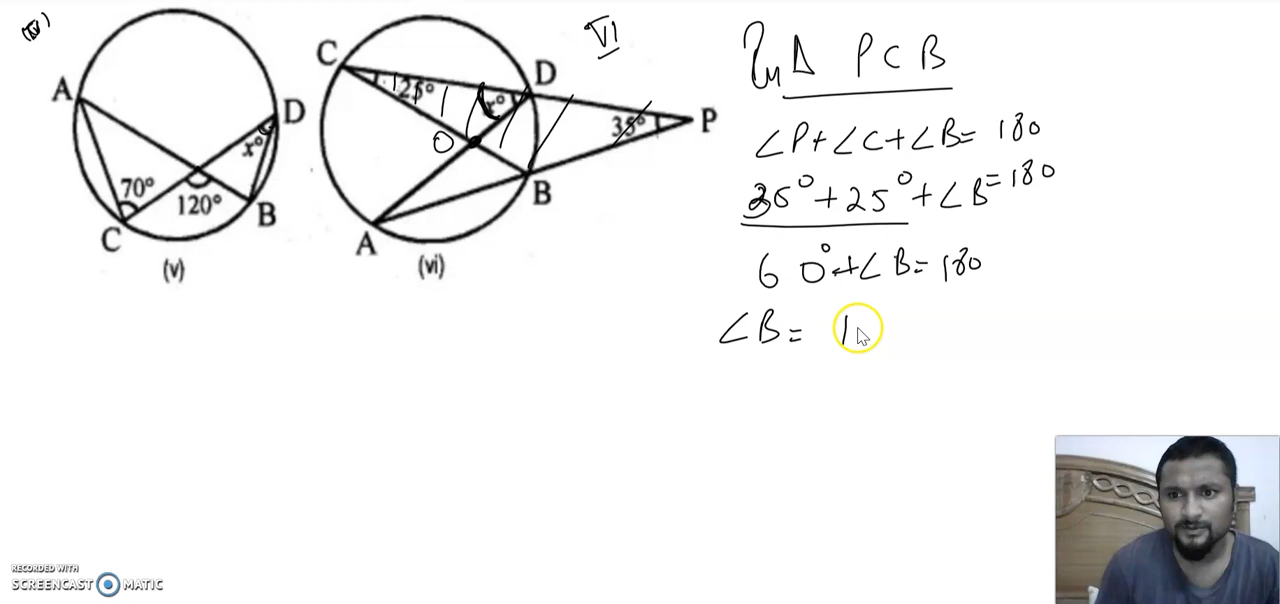 (iv)
A
D
x°
70°
120°
B
C
(v)
C
D
25°
x°
35°
P
O
B
A
(vi)
VI
In Δ PCB
∠P+∠C+∠B=180
35°+25°+∠B=180
60°+∠B=180
∠B= 1
RECORDED WITH
SCREENCAST MATIC